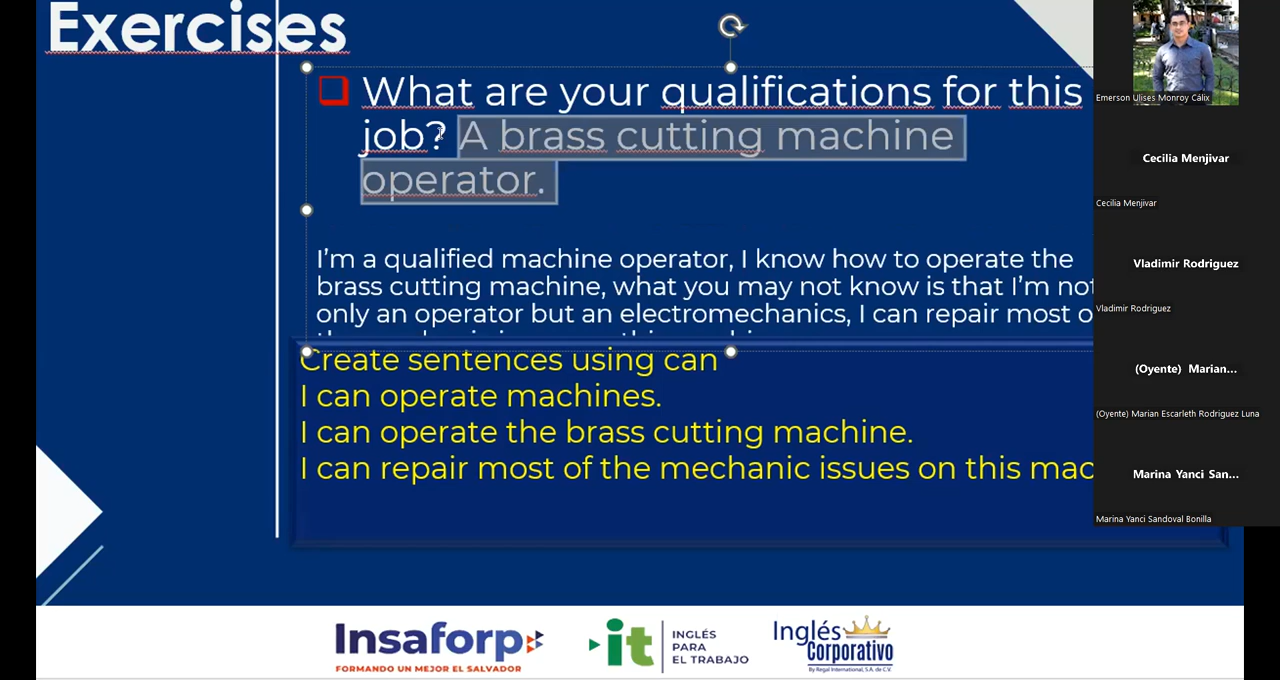 Exercises
What are your qualifications for this
job? A brass cutting machine
operator.
I'm a qualified machine operator, I know how to operate the
brass cutting machine, what you may not know is that I'm not
only an operator but an electromechanics, I can repair most o
Create sentences using can
I can operate machines.
I can operate the brass cutting machine.
I can repair most of the mechanic issues on this mac
Emerson Ulises Monroy Cálix
Cecilia Menjivar
Cecilia Menjivar
Vladimir Rodriguez
Vladimir Rodriguez
(Oyente) Marian...
(Oyente) Marian Escarleth Rodriguez Luna
Marina Yanci San...
Marina Yanci Sandoval Bonilla
Insaforp
FORMANDO UN MEJOR EL SALVADOR
it
INGLÉS
PARA
EL TRABAJO
Inglés
Corporativo
By Regal International, S.A. de C.V.